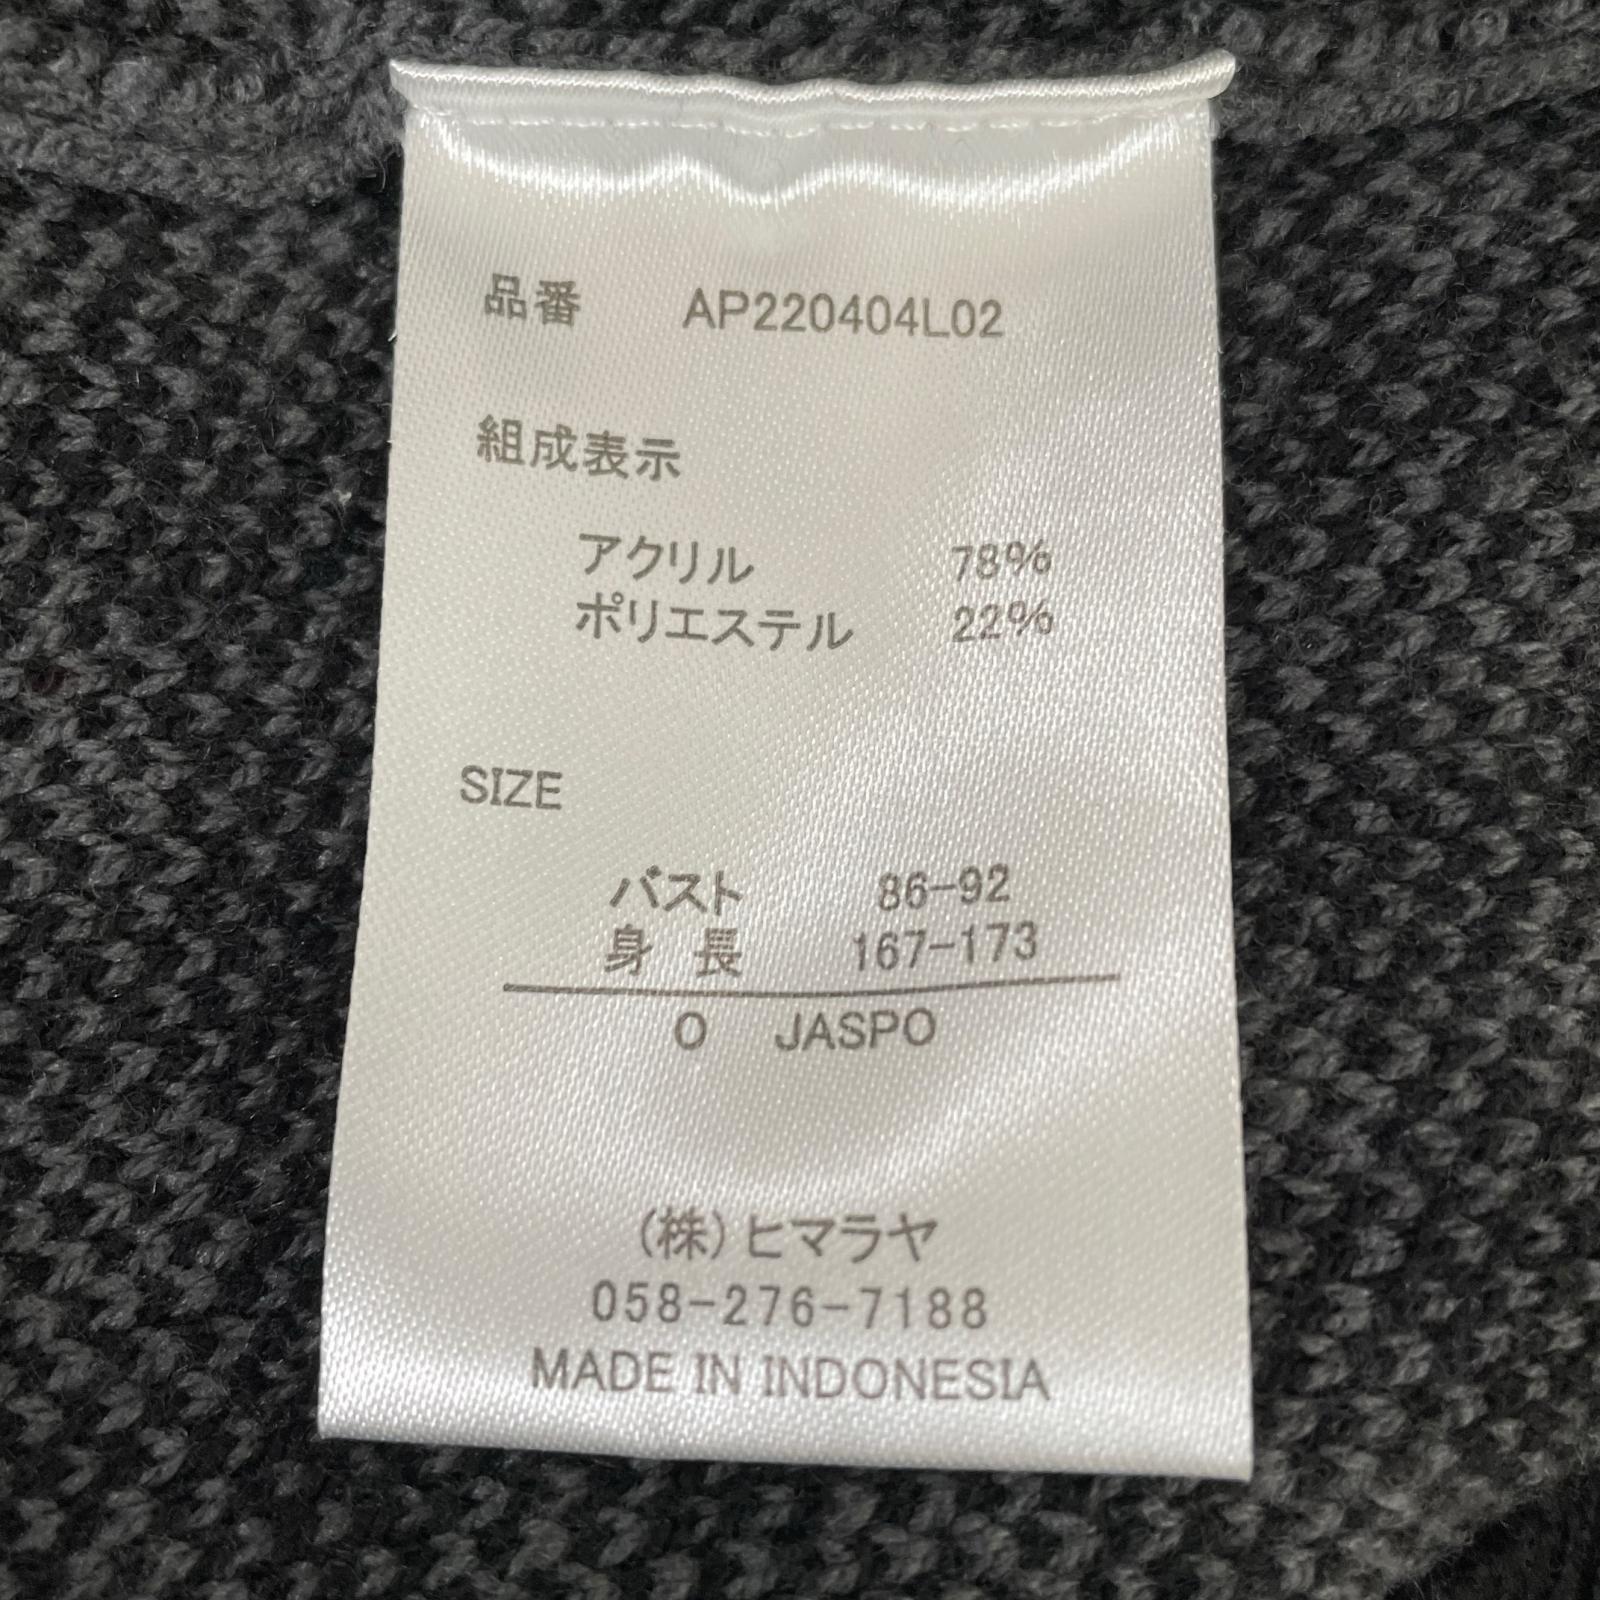 品番 AP220404L02
組成表示
アクリル 78%
ポリエステル 22%
SIZE
バスト 86-92
身 長 167-173
O JASPO
(株)ヒマラヤ
058-276-7188
MADE IN INDONESIA